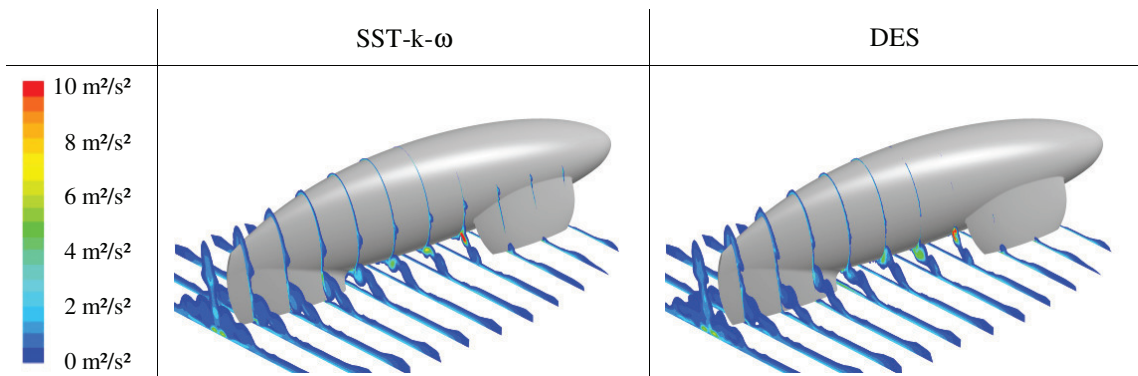 SST-k-ω
DES
10 m²/s²
8 m²/s²
6 m²/s²
4 m²/s²
2 m²/s²
0 m²/s²